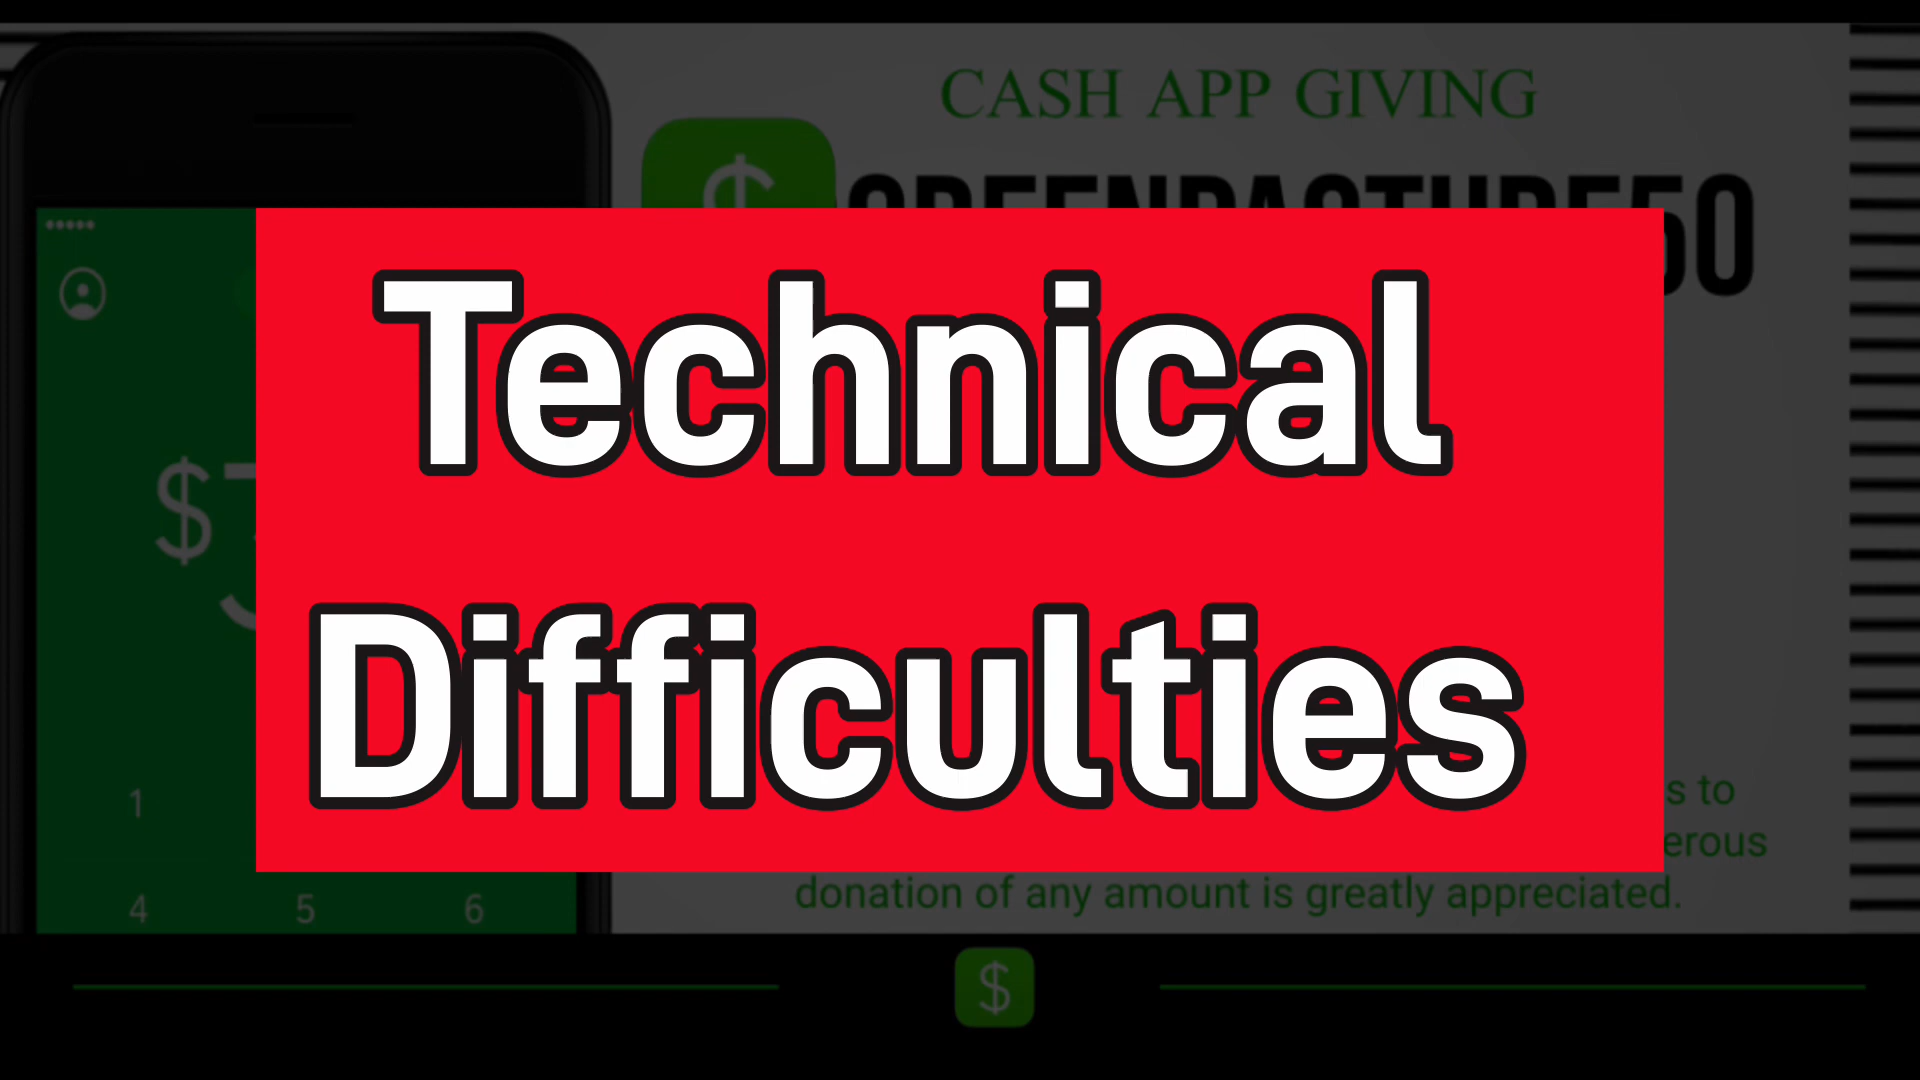 CASH APP GIVING
$
Technical
$
Difficulties
1
s to
erous
donation of any amount is greatly appreciated.
4 5 6
$